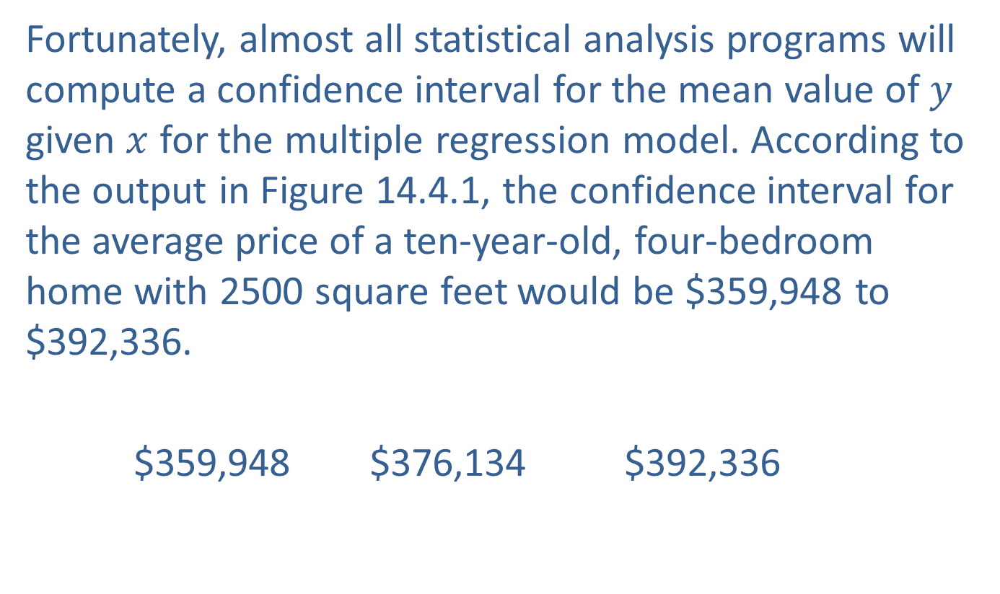 Fortunately, almost all statistical analysis programs will
compute a confidence interval for the mean value of y
given x for the multiple regression model. According to
the output in Figure 14.4.1, the confidence interval for
the average price of a ten-year-old, four-bedroom
home with 2500 square feet would be $359,948 to
$392,336.
$359,948 $376,134 $392,336